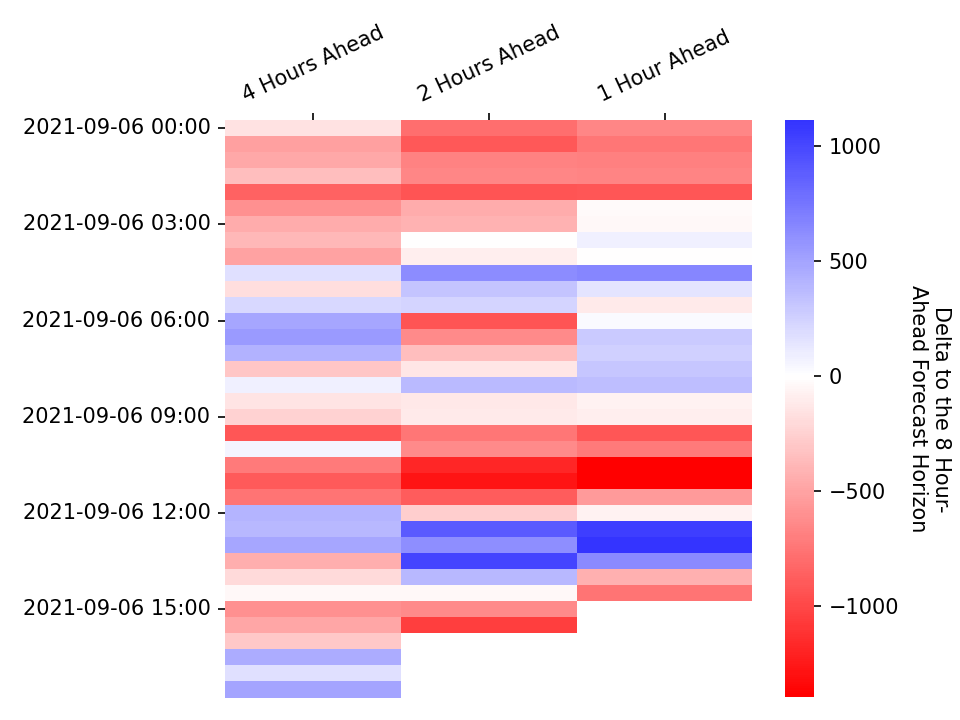 4 Hours Ahead
2 Hours Ahead
1 Hour Ahead
2021-09-06 00:00
2021-09-06 03:00
2021-09-06 06:00
2021-09-06 09:00
2021-09-06 12:00
2021-09-06 15:00
1000
500
0
−500
−1000
Delta to the 8 Hour-
Ahead Forecast Horizon